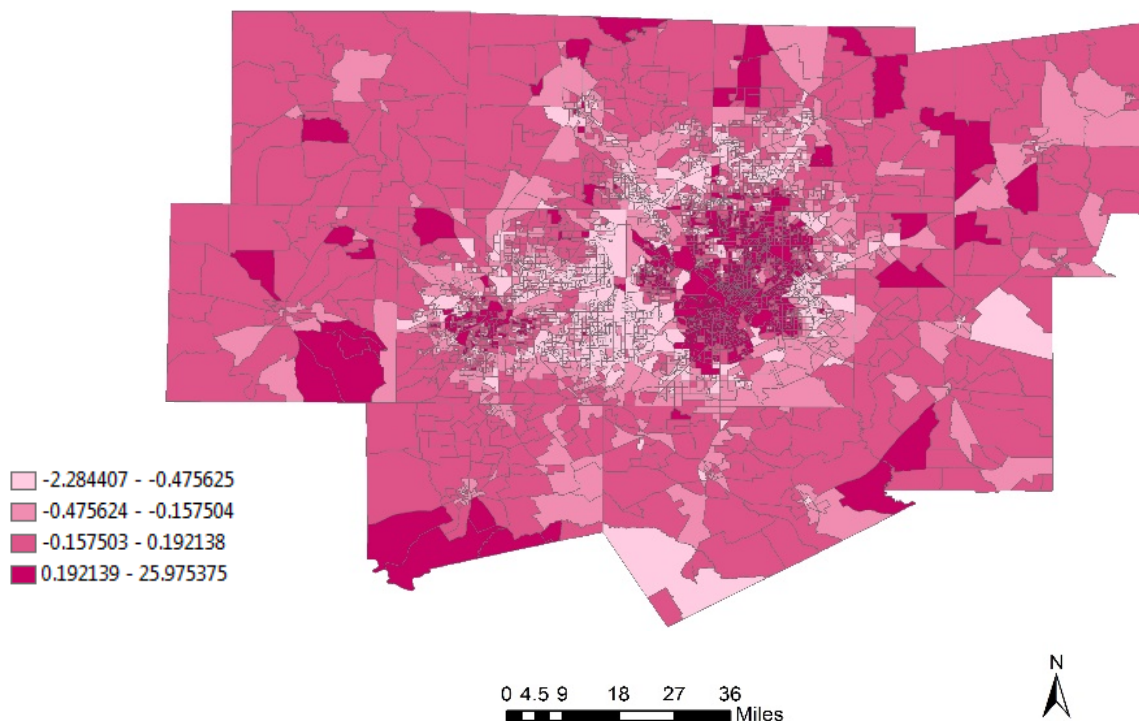 -2.284407 - -0.475625
-0.475624 - -0.157504
-0.157503 - 0.192138
0.192139 - 25.975375
N
0 4.5 9 18 27 36
Miles